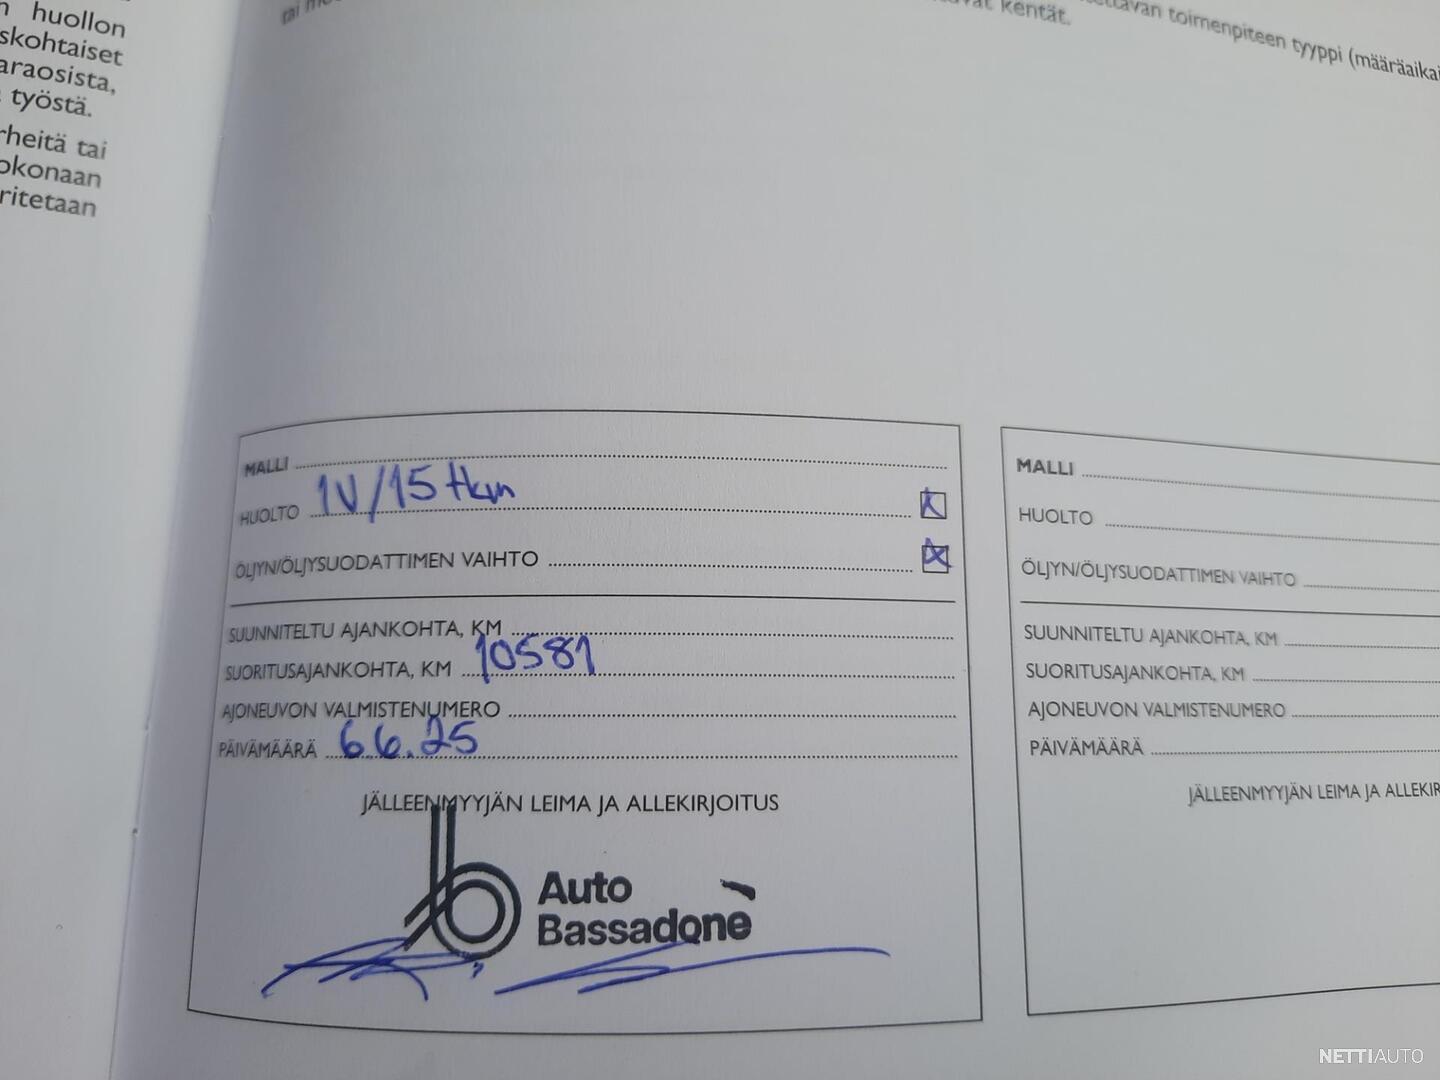 huollon
skohtaiset
araosista,
työstä.
rheitä tai
okonaan
ritetaan
tai
kentät.
toimenpiteen tyyppi (määräaikai
MALLI
HUOLTO 1V/15 tkm
ÖLJYN/ÖLJYSUODATTIMEN VAIHTO
SUUNNITELTU AJANKOHTA, KM
SUORITUSAJANKOHTA, KM 10581
AJONEUVON VALMISTENUMERO
PÄIVÄMÄÄRÄ 6.6.25
JÄLLEENMYYJÄN LEIMA JA ALLEKIRJOITUS
Auto
Bassadone
MALLI
HUOLTO
ÖLJYN/ÖLJYSUODATTIMEN VAIHTO
SUUNNITELTU AJANKOHTA, KM
SUORITUSAJANKOHTA, KM
AJONEUVON VALMISTENUMERO
PÄIVÄMÄÄRÄ
JÄLLEENMYYJÄN LEIMA JA ALLEKIR
NETTIAUTO